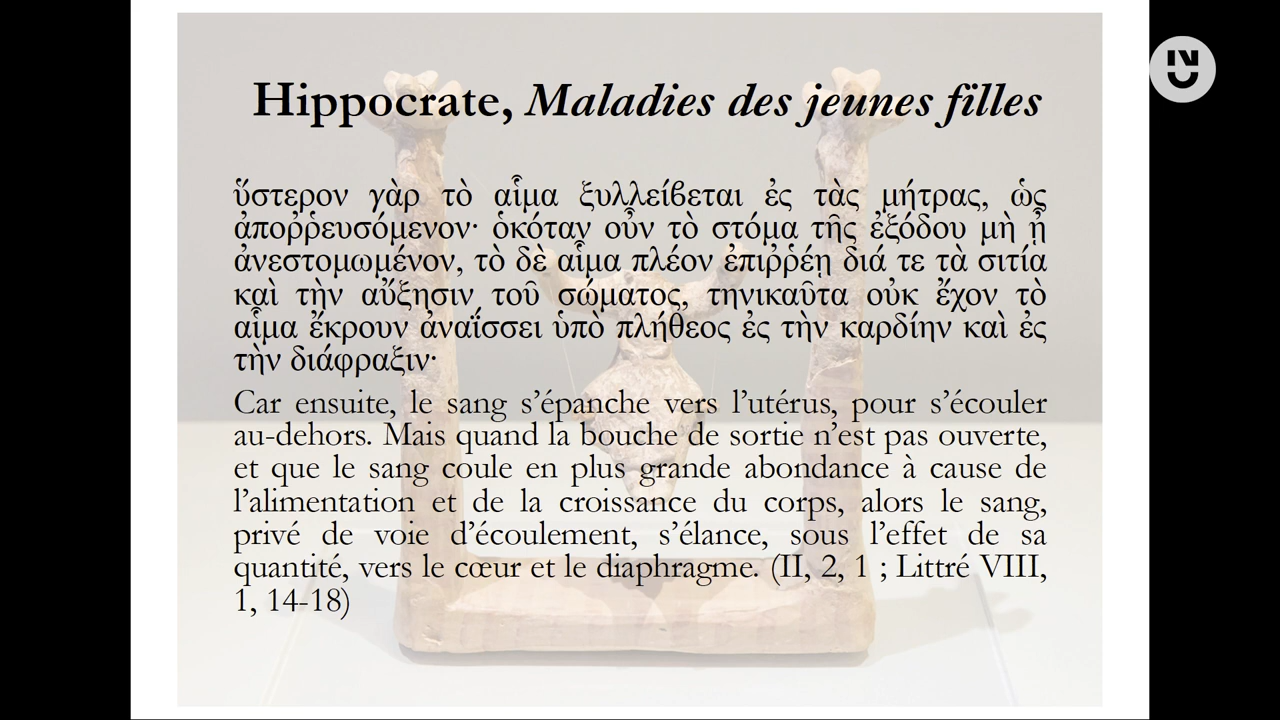 Hippocrate, Maladies des jeunes filles
ὕστερον γὰρ τὸ αἷμα ξυλλείϐεται ἐς τὰς μήτρας, ὡς
ἀποῤῥευσόμενον· ὁκόταν οὖν τὸ στόμα τῆς ἐξόδου μὴ ᾖ
ἀνεστομωμένον, τὸ δὲ αἷμα πλέον ἐπιῤῥέῃ διά τε τὰ σιτία
καὶ τὴν αὔξησιν τοῦ σώματος, τηνικαῦτα οὐκ ἔχον τὸ
αἷμα ἔκρουν ἀναΐσσει ὑπὸ πλήθεος ἐς τὴν καρδίην καὶ ἐς
τὴν διάφραξιν·
Car ensuite, le sang s’épanche vers l’utérus, pour s’écouler
au-dehors. Mais quand la bouche de sortie n’est pas ouverte,
et que le sang coule en plus grande abondance à cause de
l’alimentation et de la croissance du corps, alors le sang,
privé de voie d’écoulement, s’élance, sous l’effet de sa
quantité, vers le cœur et le diaphragme. (II, 2, 1 ; Littré VIII,
1, 14-18)